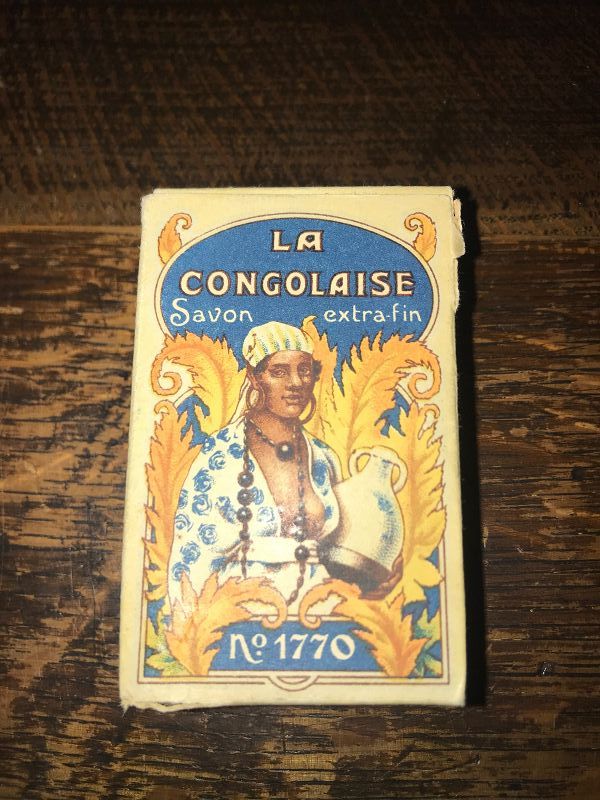 LA
CONGOLAISE
Savon extra-fin
No 1770